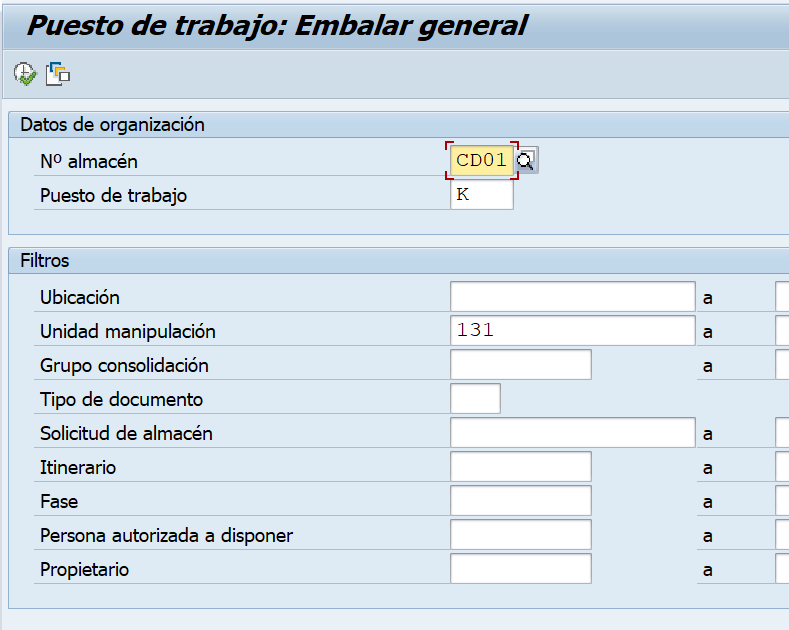 Puesto de trabajo: Embalar general
Datos de organización
Nº almacén CD01
Puesto de trabajo K
Filtros
Ubicación a
Unidad manipulación 131 a
Grupo consolidación a
Tipo de documento
Solicitud de almacén a
Itinerario a
Fase a
Persona autorizada a disponer a
Propietario a